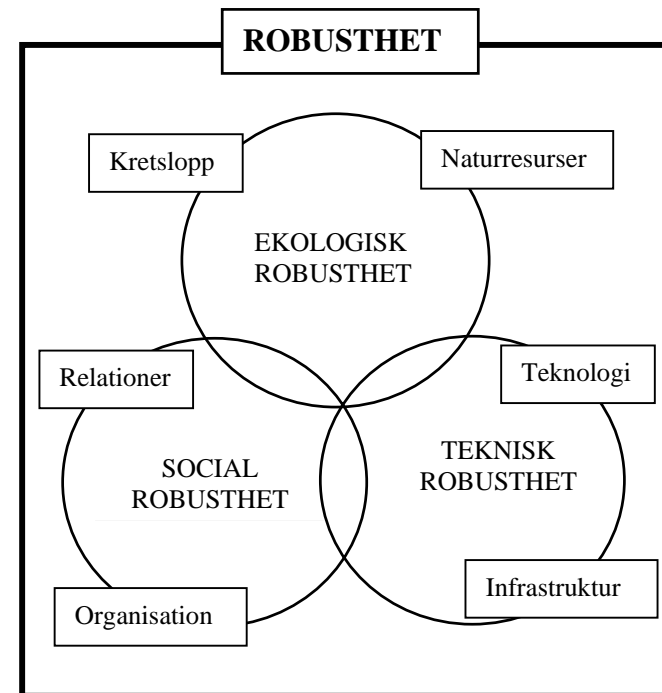 ROBUSTHET
Kretslopp
Naturresurser
EKOLOGISK
ROBUSTHET
Relationer
Teknologi
SOCIAL
ROBUSTHET
TEKNISK
ROBUSTHET
Organisation
Infrastruktur